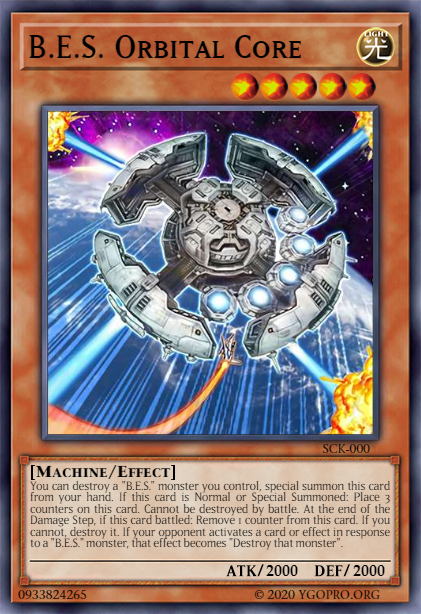 B.E.S. Orbital Core
LIGHT
光
SCK-000
[Machine/Effect]
You can destroy a "B.E.S." monster you control, special summon this card
from your hand. If this card is Normal or Special Summoned: Place 3
counters on this card. Cannot be destroyed by battle. At the end of the
Damage Step, if this card battled: Remove 1 counter from this card. If you
cannot, destroy it. If your opponent activates a card or effect in response
to a "B.E.S." monster, that effect becomes "Destroy that monster".
ATK/2000 DEF/2000
0933824265 © 2020 YGOPRO.ORG